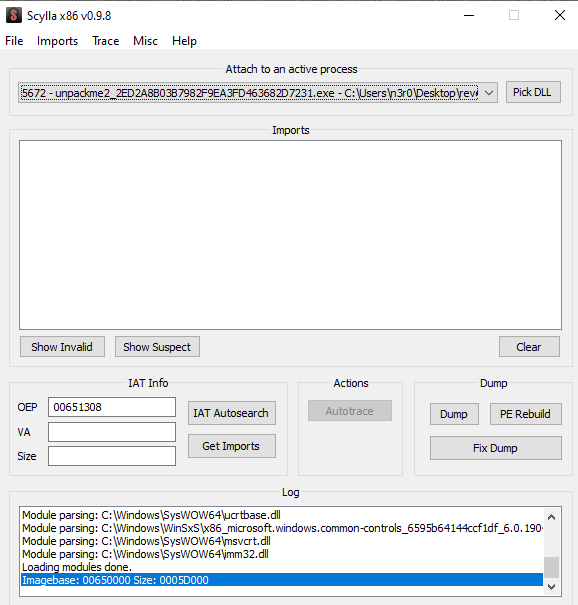 Scylla x86 v0.9.8
File Imports Trace Misc Help
Attach to an active process
5672 - unpackme2_2ED2A8B03B7982F9EA3FD463682D7231.exe - C:\Users\n3r0\Desktop\reve
Pick DLL
Imports
Show Invalid Show Suspect Clear
IAT Info Actions Dump
OEP 00651308 IAT Autosearch Autotrace Dump PE Rebuild
VA
Size Get Imports Fix Dump
Log
Module parsing: C:\Windows\SysWOW64\ucrtbase.dll
Module parsing: C:\Windows\WinSxS\x86_microsoft.windows.common-controls_6595b64144ccf1df_6.0.190
Module parsing: C:\Windows\SysWOW64\msvcrt.dll
Module parsing: C:\Windows\SysWOW64\imm32.dll
Loading modules done.
Imagebase: 00650000 Size: 0005D000